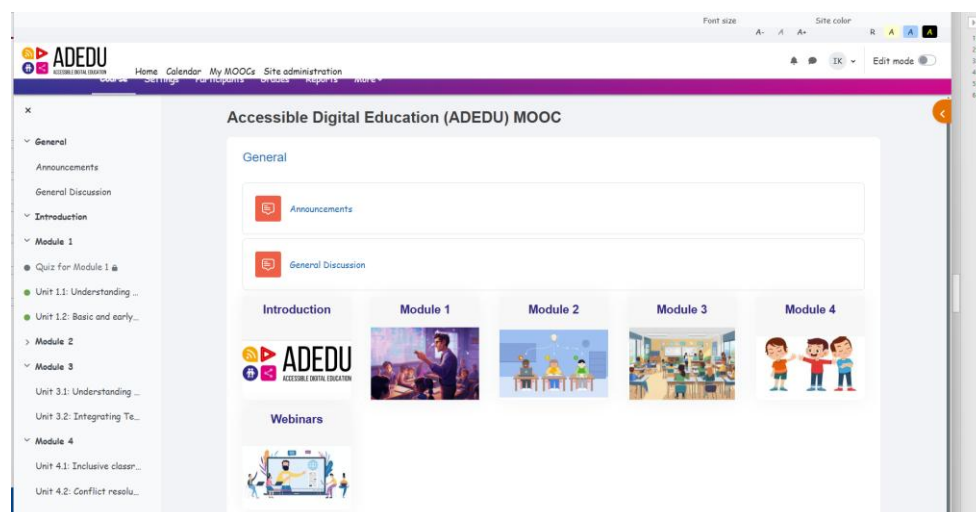 Font size Site color
A- A A+ R A A A
ADEDU
ACCESSIBLE DIGITAL EDUCATION
Home Calendar My MOOCs Site administration
IK Edit mode
Course Settings Participants Grades Reports More
Accessible Digital Education (ADEDU) MOOC
General
Announcements
General Discussion
Introduction
Module 1
Quiz for Module 1
Unit 1.1: Understanding ...
Unit 1.2: Basic and early...
Module 2
Module 3
Unit 3.1: Understanding ...
Unit 3.2: Integrating Te...
Module 4
Unit 4.1: Inclusive classr...
Unit 4.2: Conflict resolu...
General
Announcements
General Discussion
Introduction Module 1 Module 2 Module 3 Module 4
ADEDU
ACCESSIBLE DIGITAL EDUCATION
Webinars